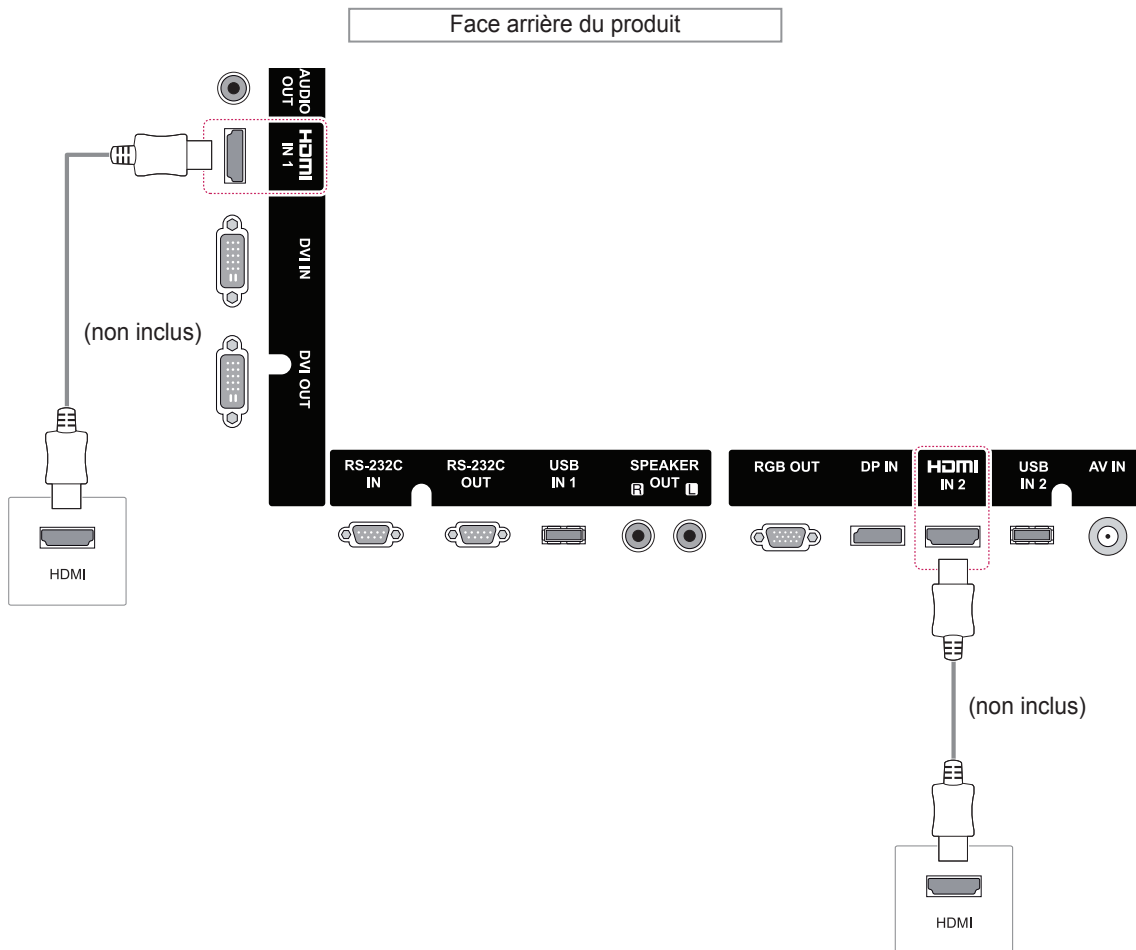 Face arrière du produit
AUDIO
OUT
HDMI
IN 1
DVI IN
(non inclus)
DVI OUT
HDMI
RS-232C
IN
RS-232C
OUT
USB
IN 1
SPEAKER
R OUT L
RGB OUT
DP IN
HDMI
IN 2
USB
IN 2
AV IN
(non inclus)
HDMI